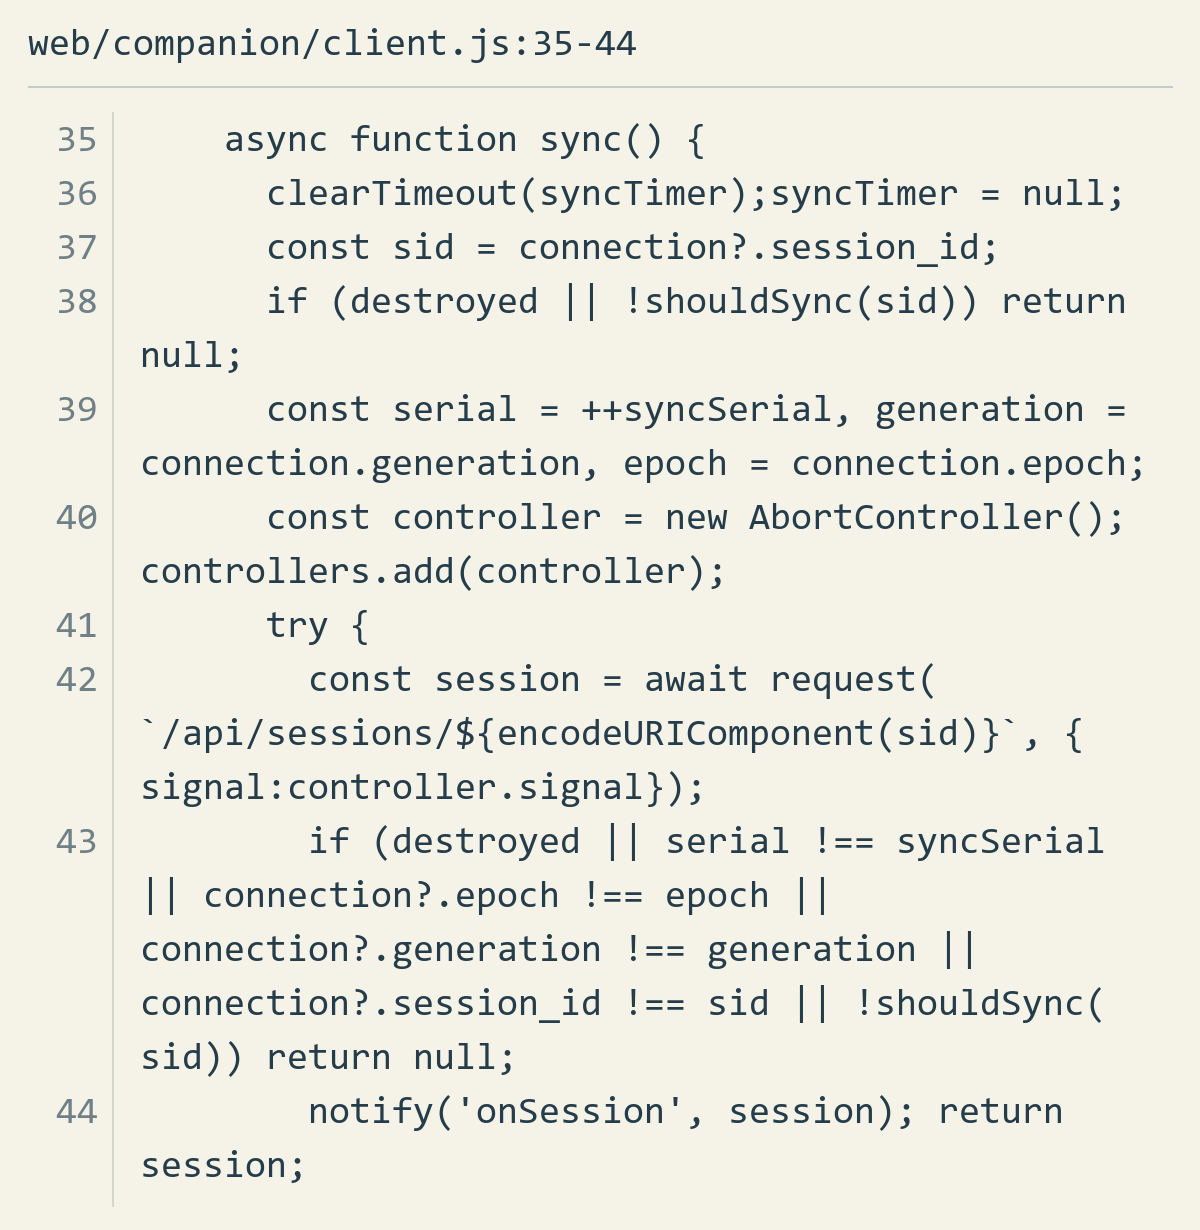 web/companion/client.js:35-44
35     async function sync() {
36       clearTimeout(syncTimer);syncTimer = null;
37       const sid = connection?.session_id;
38       if (destroyed || !shouldSync(sid)) return
null;
39       const serial = ++syncSerial, generation =
connection.generation, epoch = connection.epoch;
40       const controller = new AbortController();
controllers.add(controller);
41       try {
42         const session = await request(
`/api/sessions/${encodeURIComponent(sid)}`, {
signal:controller.signal});
43         if (destroyed || serial !== syncSerial
|| connection?.epoch !== epoch ||
connection?.generation !== generation ||
connection?.session_id !== sid || !shouldSync(
sid)) return null;
44         notify('onSession', session); return
session;